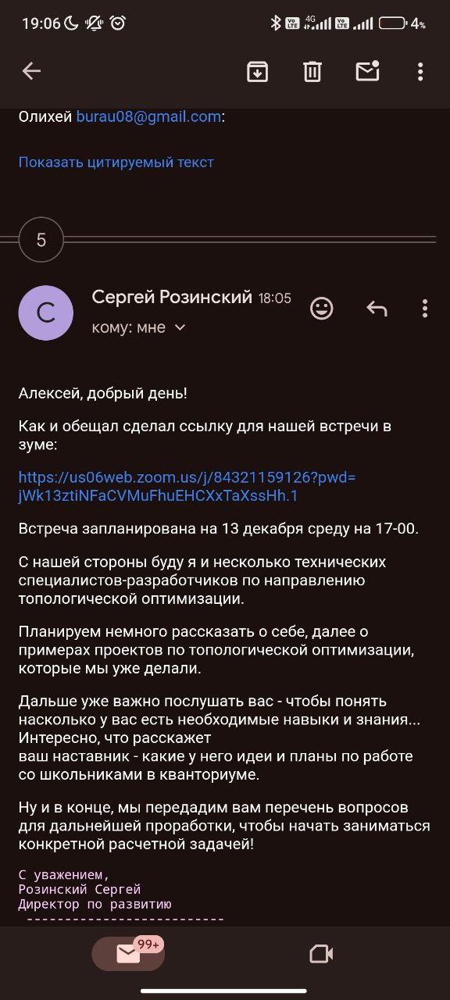 19:06 4G Vo LTE Vo LTE 4%
Олихей burau08@gmail.com:
Показать цитируемый текст
5
С Сергей Розинский 18:05
кому: мне
Алексей, добрый день!
Как и обещал сделал ссылку для нашей встречи в
зуме:
https://us06web.zoom.us/j/84321159126?pwd=
jWk13ztiNFaCVMuFhuEHCXxTaXssHh.1
Встреча запланирована на 13 декабря среду на 17-00.
С нашей стороны буду я и несколько технических
специалистов-разработчиков по направлению
топологической оптимизации.
Планируем немного рассказать о себе, далее о
примерах проектов по топологической оптимизации,
которые мы уже делали.
Дальше уже важно послушать вас - чтобы понять
насколько у вас есть необходимые навыки и знания...
Интересно, что расскажет
ваш наставник - какие у него идеи и планы по работе
со школьниками в кванториуме.
Ну и в конце, мы передадим вам перечень вопросов
для дальнейшей проработки, чтобы начать заниматься
конкретной расчетной задачей!
С уважением,
Розинский Сергей
Директор по развитию
--------------------------
99+